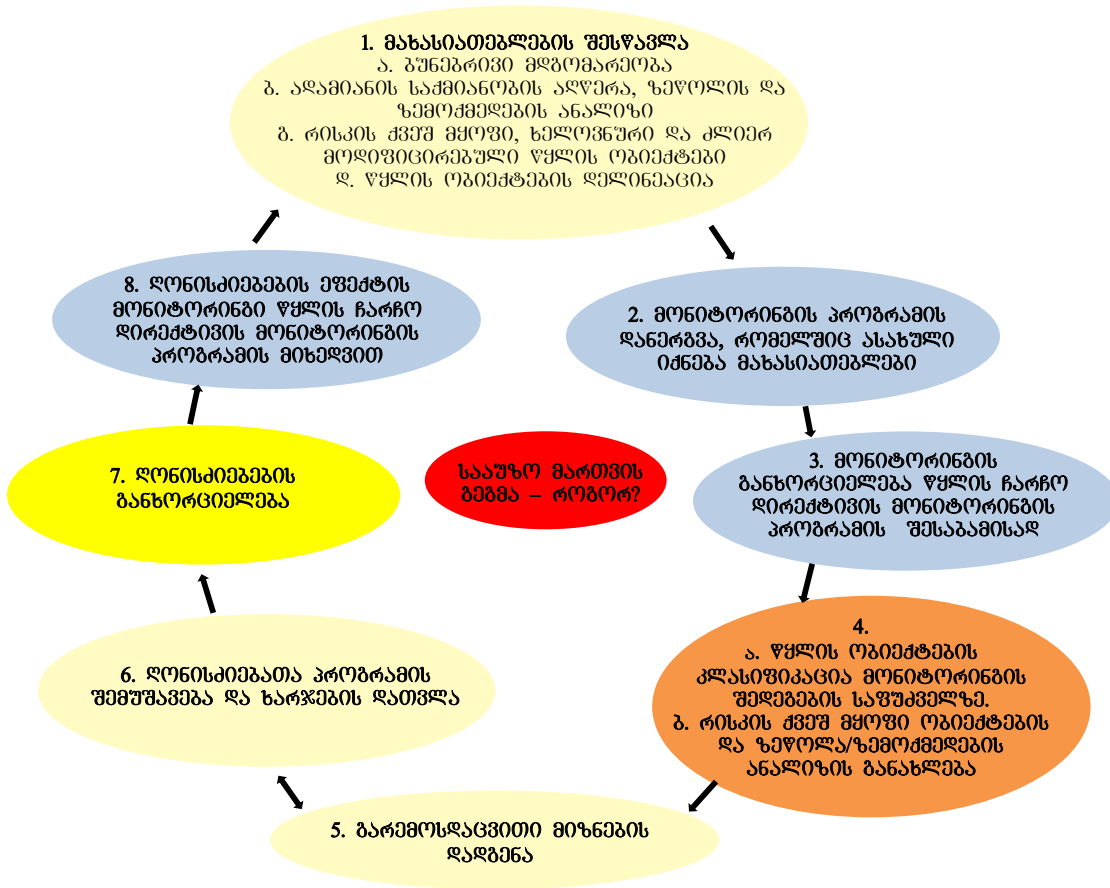 1. მახასიათებლების შესწავლა
ა. ბუნებრივი მდგომარეობა
ბ. ადამიანის საქმიანობის აღწერა, ზეწოლის და
ზემოქმედების ანალიზი
გ. რისკის ქვეშ მყოფი, ხელოვნური და ძლიერ
მოდიფიცირებული წყლის ობიექტები
დ. წყლის ობიექტების დელინეაცია
8. ღონისძიებების ეფექტის
მონიტორინგი წყლის ჩარჩო
დირექტივის მონიტორინგის
პროგრამის მიხედვით
2. მონიტორინგის პროგრამის
დანერგვა, რომელშიც ასახული
იქნება მახასიათებლები
7. ღონისძიებების
განხორციელება
სააუზო მართვის
გეგმა – როგორ?
3. მონიტორინგის
განხორციელება წყლის ჩარჩო
დირექტივის მონიტორინგის
პროგრამის შესაბამისად
4.
ა. წყლის ობიექტების
კლასიფიკაცია მონიტორინგის
შედეგების საფუძველზე.
ბ. რისკის ქვეშ მყოფი ობიექტების
და ზეწოლა/ზემოქმედების
ანალიზის განახლება
6. ღონისძიებათა პროგრამის
შემუშავება და ხარჯების დათვლა
5. გარემოსდაცვითი მიზნების
დადგენა